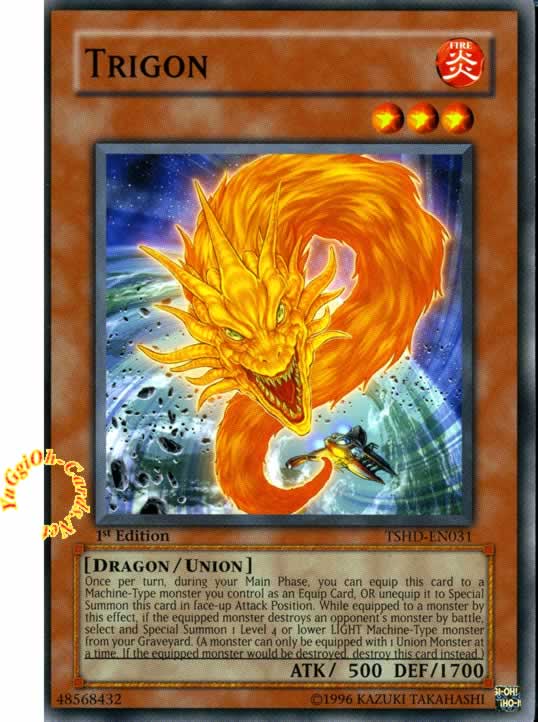 TRIGON
FIRE
炎
YuGgiOh-Cards.Net
1st Edition
TSHD-EN031
[DRAGON/UNION]
Once per turn, during your Main Phase, you can equip this card to a
Machine-Type monster you control as an Equip Card, OR unequip it to Special
Summon this card in face-up Attack Position. While equipped to a monster by
this effect, if the equipped monster destroys an opponent's monster by battle,
select and Special Summon 1 Level 4 or lower LIGHT Machine-Type monster
from your Graveyard. (A monster can only be equipped with 1 Union Monster at
a time. If the equipped monster would be destroyed, destroy this card instead.)
ATK/ 500 DEF/1700
48568432
©1996 KAZUKI TAKAHASHI